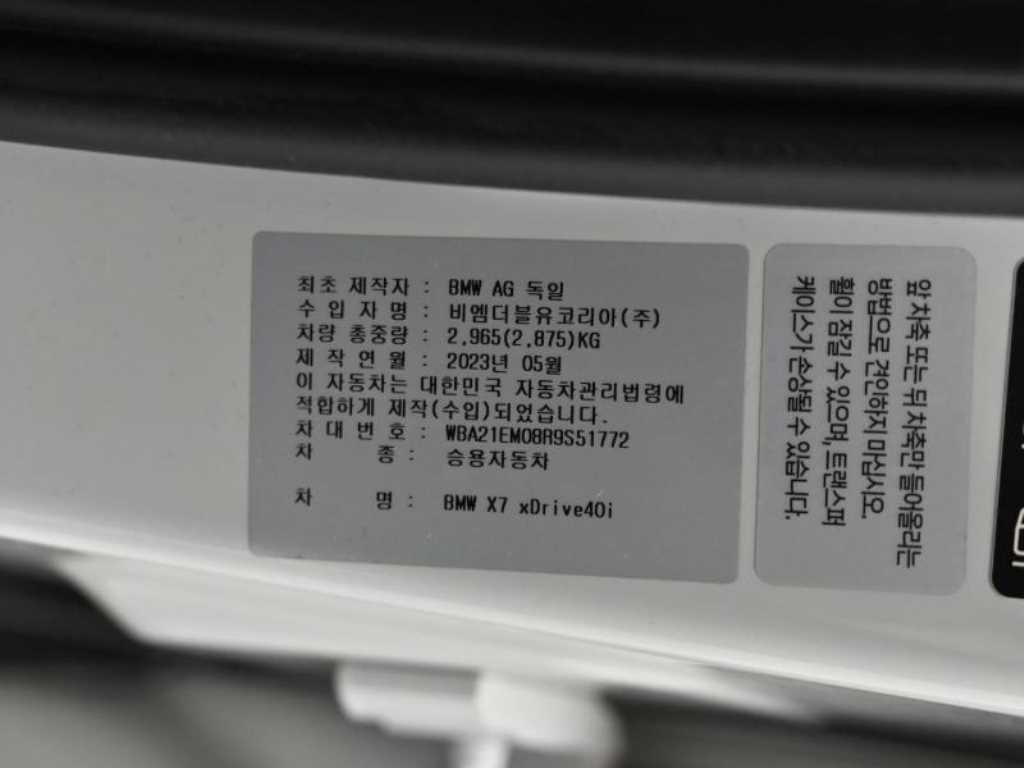 최초 제작자 : BMW AG 독일
수 입 자 명 : 비엠더블유코리아(주)
차량 총중량 : 2,965(2,875)KG
제 작 연 월 : 2023년 05월
이 자동차는 대한민국 자동차관리법령에
적합하게 제작(수입)되었습니다.
차 대 번 호 : WBA21EM08R9S51772
차 종 : 승용자동차
차 명 : BMW X7 xDrive40i
앞 차축 또는 뒤 차축만 들어올리는
방법으로 견인하지 마십시오.
휠이 잠길 수 있으며, 트랜스퍼
케이스가 손상될 수 있습니다.